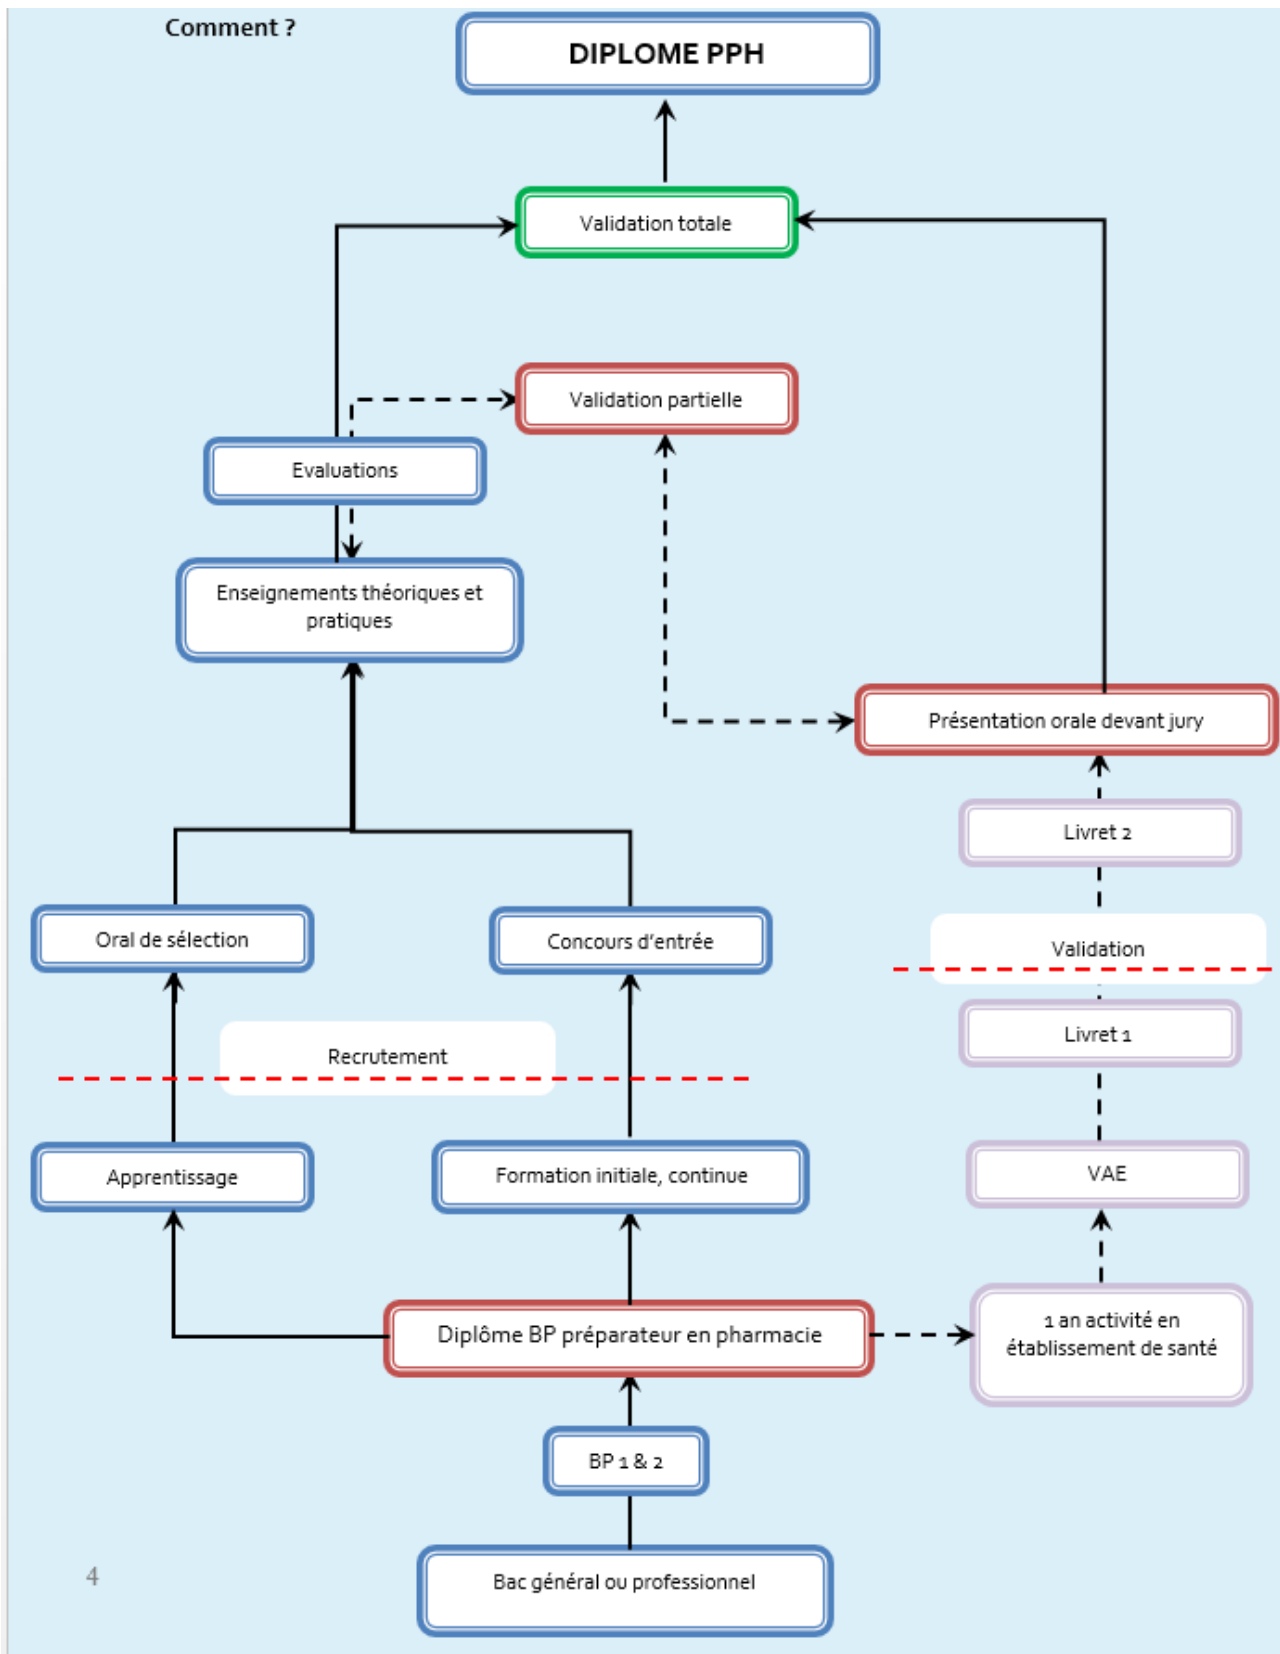 Comment ?
DIPLOME PPH
Validation totale
Validation partielle
Evaluations
Enseignements théoriques et
pratiques
Présentation orale devant jury
Livret 2
Oral de sélection
Concours d'entrée
Validation
Livret 1
Recrutement
Apprentissage
Formation initiale, continue
VAE
Diplôme BP préparateur en pharmacie
1 an activité en
établissement de santé
BP 1 & 2
Bac général ou professionnel
4